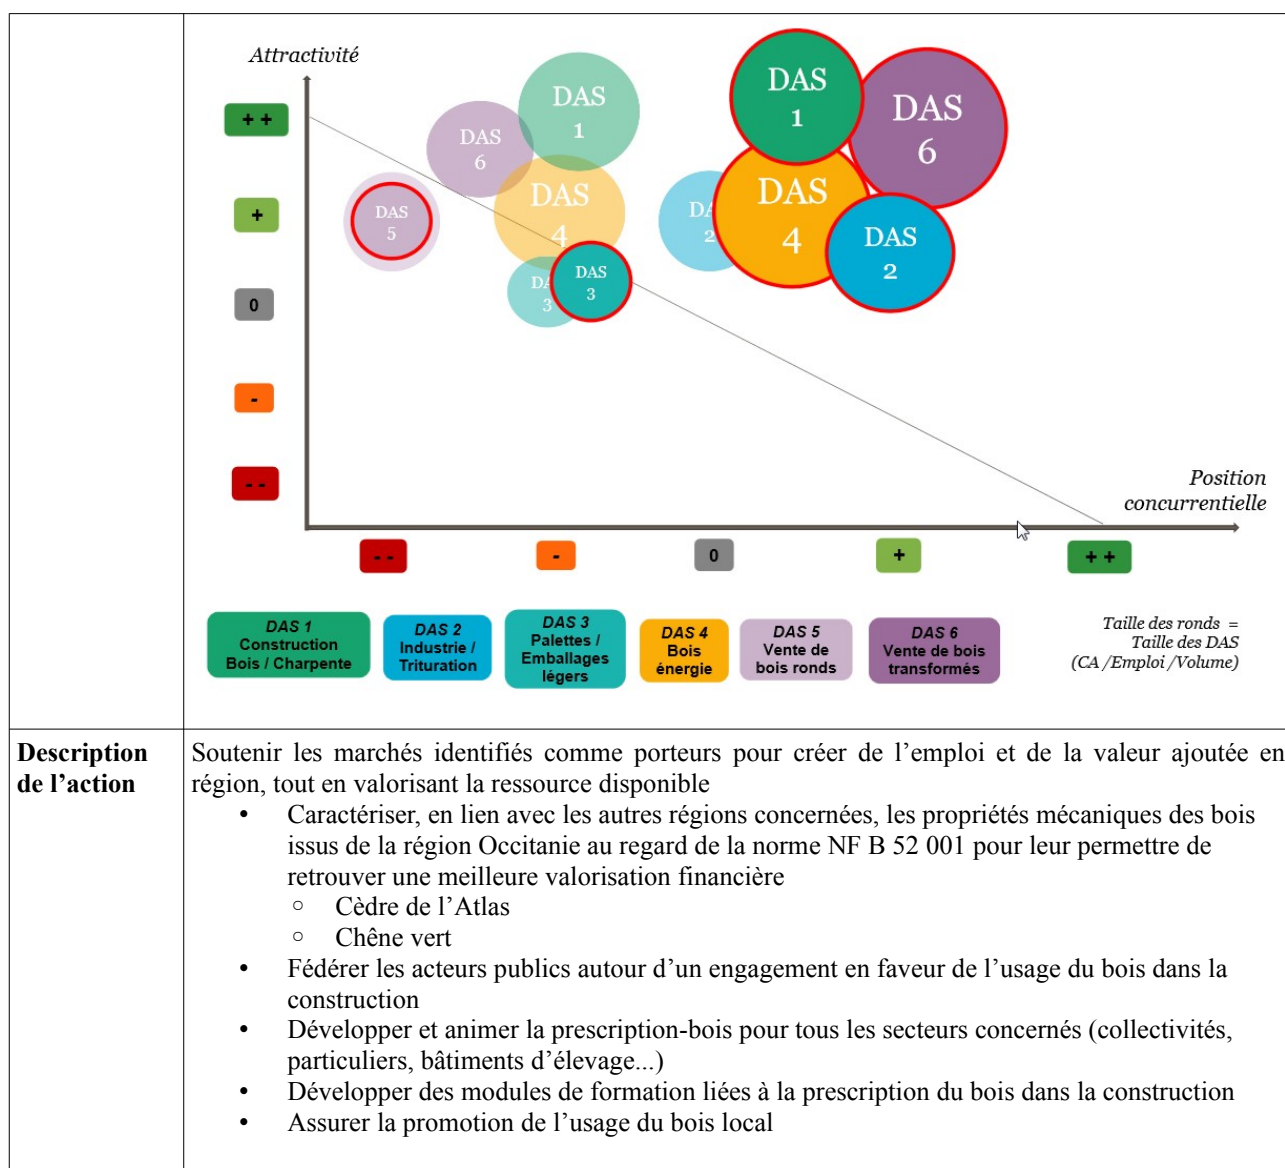 Attractivité
+ +
+
0
-
- -
DAS
1
DAS
6
DAS
5
DAS
4
DA
3
DAS
3
DA
2
DAS
1
DAS
6
DAS
4
DAS
2
Position
concurrentielle
- -
-
0
+
+ +
DAS 1
Construction
Bois / Charpente
DAS 2
Industrie /
Trituration
DAS 3
Palettes /
Emballages
légers
DAS 4
Bois
énergie
DAS 5
Vente de
bois ronds
DAS 6
Vente de bois
transformés
Taille des ronds =
Taille des DAS
(CA /Emploi /Volume)
Description
de l’action
Soutenir les marchés identifiés comme porteurs pour créer de l’emploi et de la valeur ajoutée en
région, tout en valorisant la ressource disponible
• Caractériser, en lien avec les autres régions concernées, les propriétés mécaniques des bois
issus de la région Occitanie au regard de la norme NF B 52 001 pour leur permettre de
retrouver une meilleure valorisation financière
◦ Cèdre de l’Atlas
◦ Chêne vert
• Fédérer les acteurs publics autour d’un engagement en faveur de l’usage du bois dans la
construction
• Développer et animer la prescription-bois pour tous les secteurs concernés (collectivités,
particuliers, bâtiments d’élevage...)
• Développer des modules de formation liées à la prescription du bois dans la construction
• Assurer la promotion de l’usage du bois local